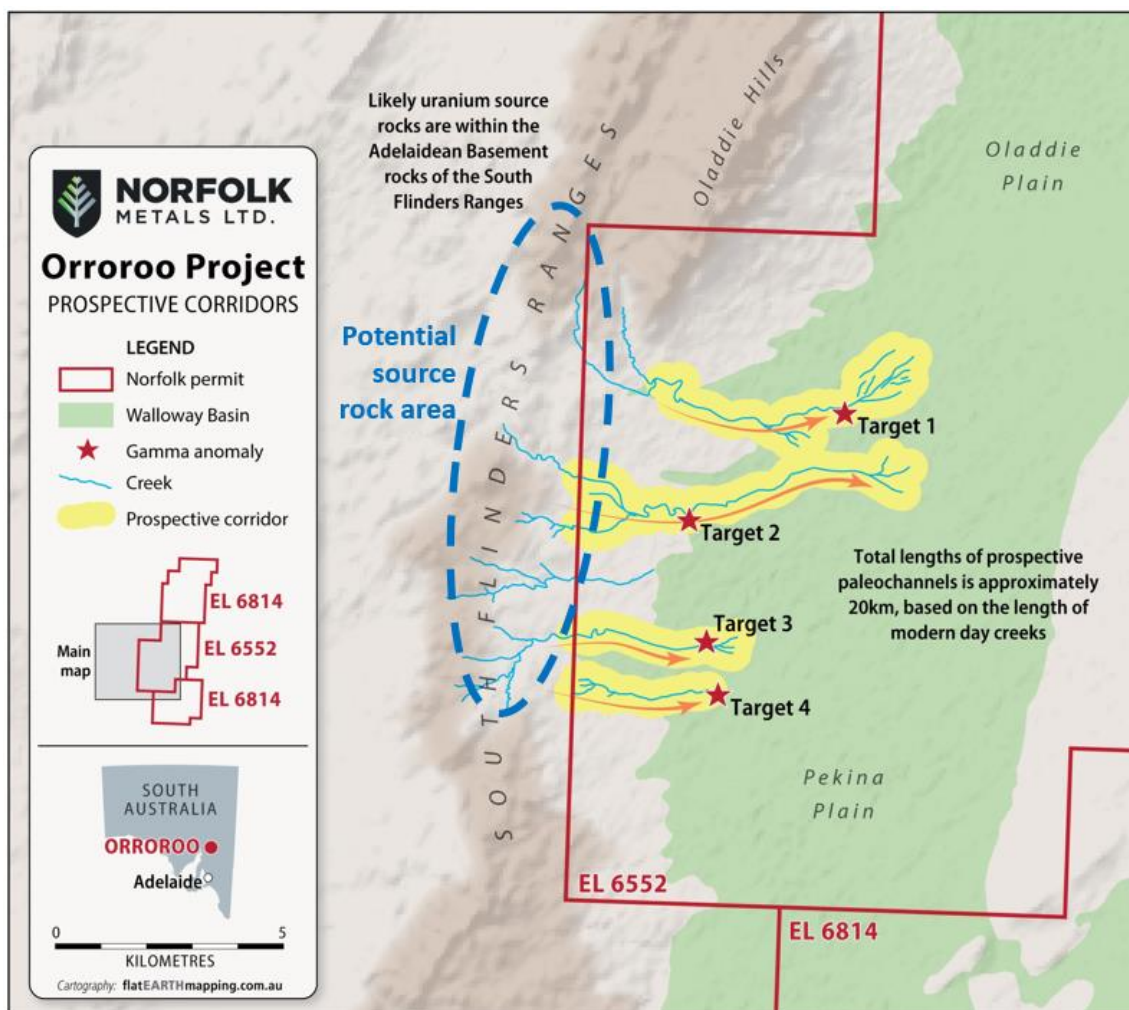 NORFOLK
METALS LTD.
Orroroo Project
PROSPECTIVE CORRIDORS
LEGEND
Norfolk permit
Walloway Basin
Gamma anomaly
Creek
Prospective corridor
EL 6814
EL 6552
Main
map
EL 6814
SOUTH
AUSTRALIA
ORROROO
Adelaide
0 5
KILOMETRES
Cartography: flatEARTHmapping.com.au
Likely uranium source
rocks are within the
Adelaidean Basement
rocks of the South
Flinders Ranges
Oladdie Hills
Oladdie
Plain
SOUTH FLINDERS RANGES
Potential
source
rock area
Target 1
Target 2
Total lengths of prospective
paleochannels is approximately
20km, based on the length of
modern day creeks
Target 3
Target 4
Pekina
Plain
EL 6552
EL 6814